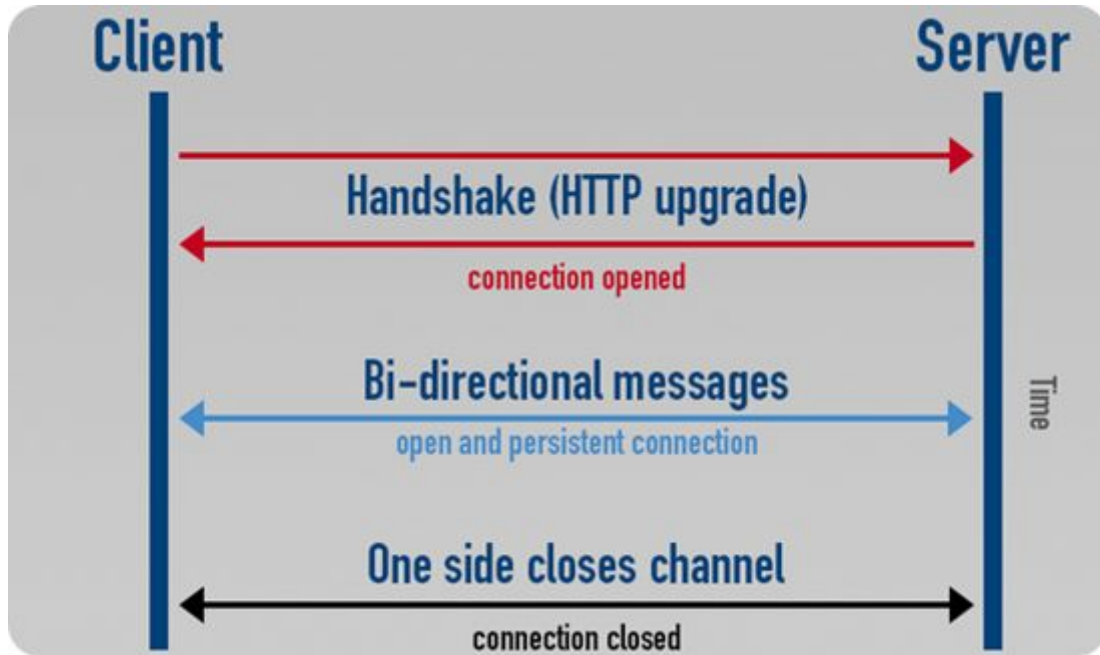 Client
Server
Handshake (HTTP upgrade)
connection opened
Bi-directional messages
open and persistent connection
Time
One side closes channel
connection closed